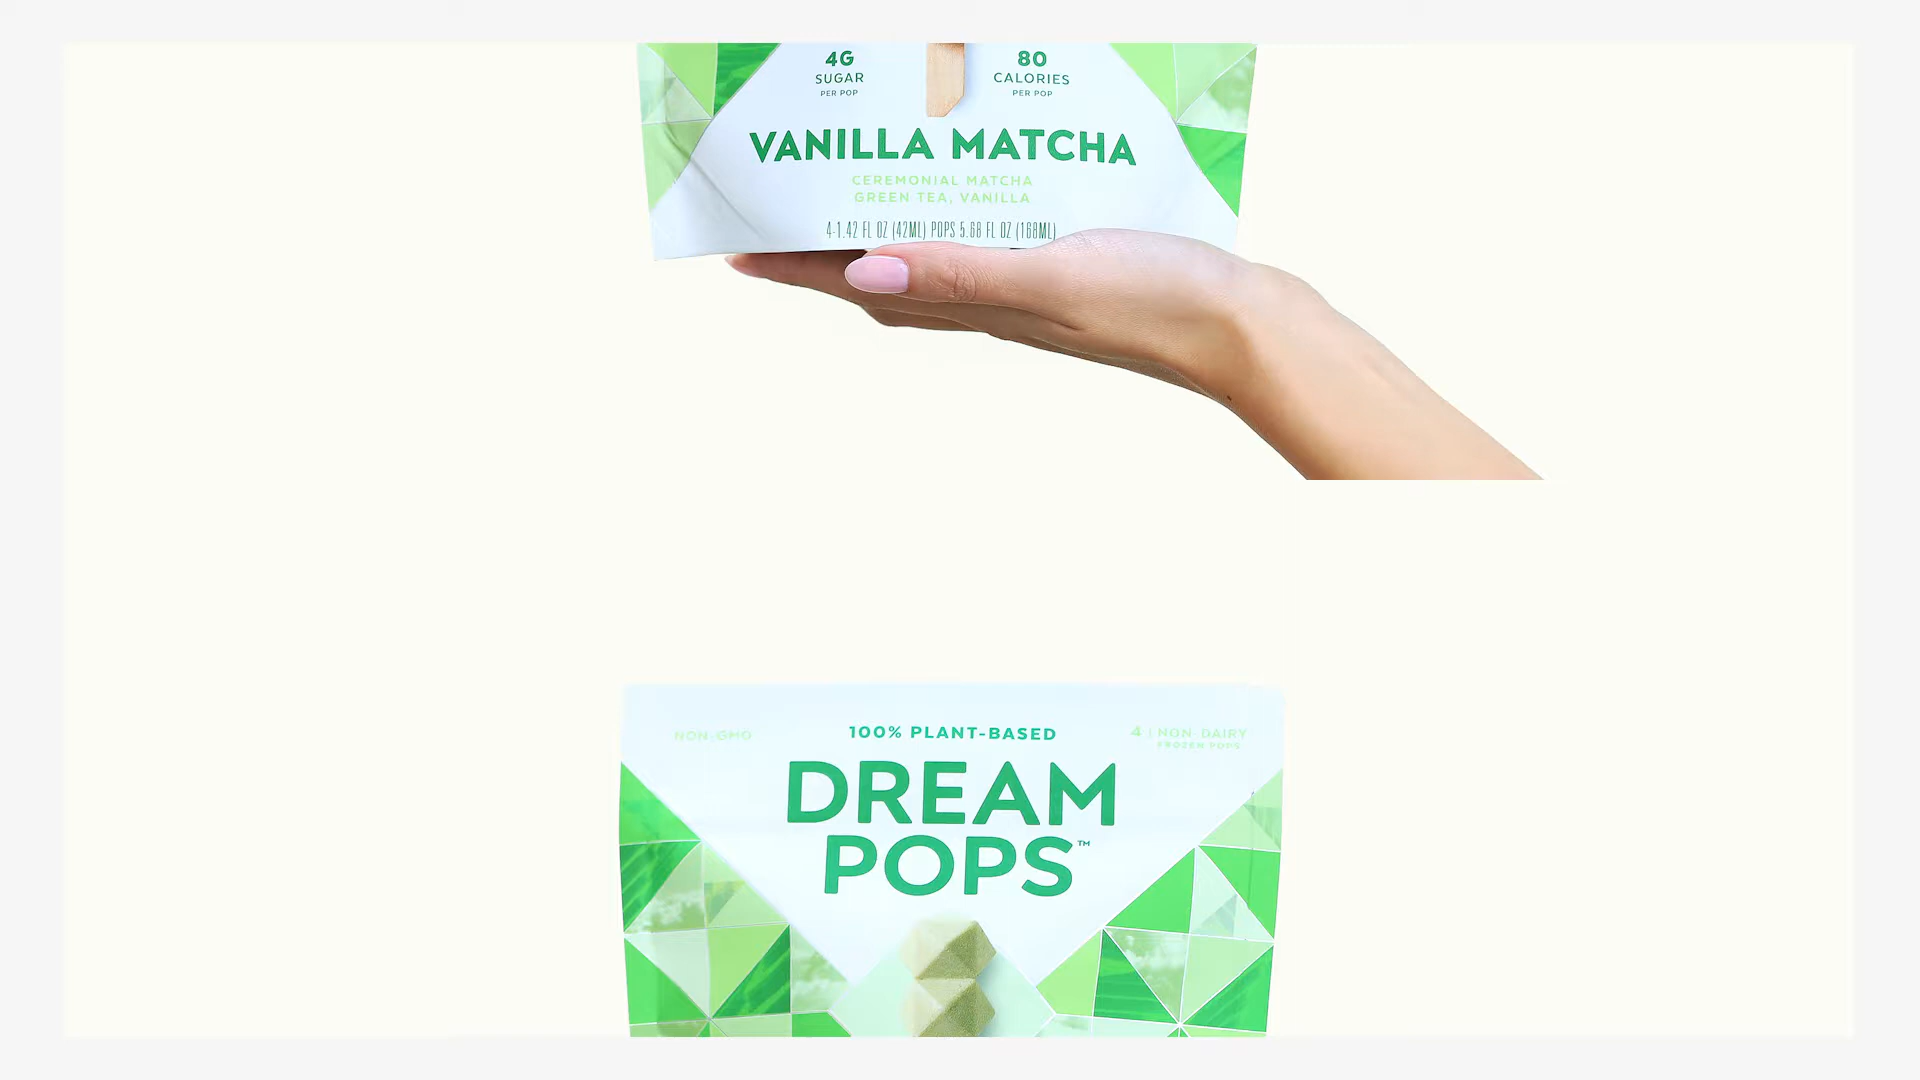 4G
SUGAR
PER POP
80
CALORIES
PER POP
VANILLA MATCHA
CEREMONIAL MATCHA
GREEN TEA, VANILLA
4-1.42 FL OZ (42ML) POPS 5.68 FL OZ (168ML)
NON-GMO
100% PLANT-BASED
4 | NON-DAIRY
FROZEN POPS
DREAM
POPS™